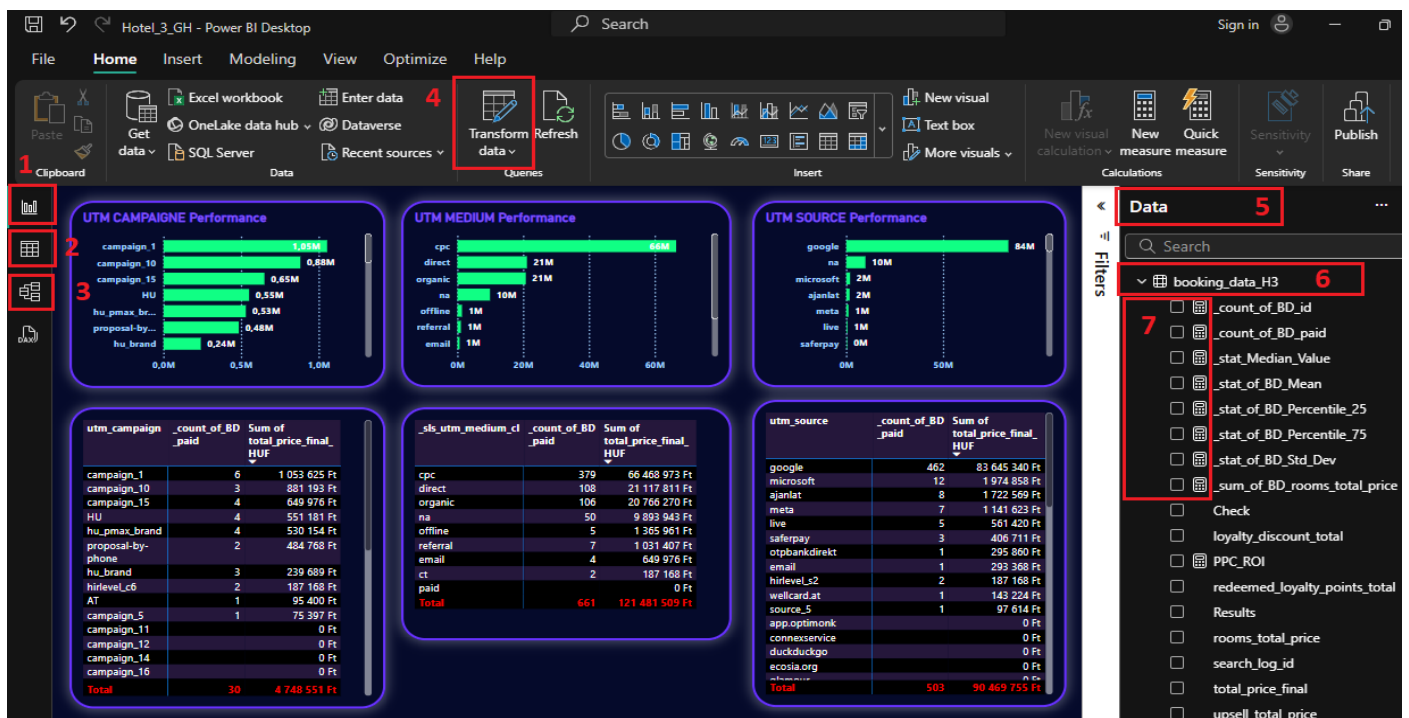 Hotel_3_GH - Power BI Desktop
Search
Sign in
File Home Insert Modeling View Optimize Help
Paste
Clipboard
1
Get
data
Excel workbook
OneLake data hub
SQL Server
Enter data
Dataverse
Recent sources
Data
4
Transform
data
Refresh
Queries
123
New visual
Text box
More visuals
Insert
New visual
calculation
New
measure
Quick
measure
Calculations
Sensitivity
Sensitivity
Publish
Share
2
3
DAX
UTM CAMPAIGNE Performance
campaign_1 1,05M
campaign_10 0,88M
campaign_15 0,65M
HU 0,55M
hu_pmax_br... 0,53M
proposal-by... 0,48M
hu_brand 0,24M
0,0M 0,5M 1,0M
UTM MEDIUM Performance
cpc 66M
direct 21M
organic 21M
na 10M
offline 1M
referral 1M
email 1M
0M 20M 40M 60M
UTM SOURCE Performance
google 84M
na 10M
microsoft 2M
ajanlat 2M
meta 1M
live 1M
saferpay 0M
0M 50M
utm_campaign _count_of_BD Sum of
_paid total_price_final_
HUF
campaign_1 6 1 053 625 Ft
campaign_10 3 881 193 Ft
campaign_15 4 649 976 Ft
HU 4 551 181 Ft
hu_pmax_brand 4 530 154 Ft
proposal-by- 2 484 768 Ft
phone
hu_brand 3 239 689 Ft
hirlevel_c6 2 187 168 Ft
AT 1 95 400 Ft
campaign_5 1 75 397 Ft
campaign_11 0 Ft
campaign_12 0 Ft
campaign_14 0 Ft
campaign_16 0 Ft
Total 30 4 748 551 Ft
_sls_utm_medium_cl _count_of_BD Sum of
_paid total_price_final_
HUF
cpc 379 66 468 973 Ft
direct 108 21 117 811 Ft
organic 106 20 766 270 Ft
na 50 9 893 943 Ft
offline 5 1 365 961 Ft
referral 7 1 031 407 Ft
email 4 649 976 Ft
ct 2 187 168 Ft
paid 0 Ft
Total 661 121 481 509 Ft
utm_source _count_of_BD Sum of
_paid total_price_final_
HUF
google 462 83 645 340 Ft
microsoft 12 1 974 858 Ft
ajanlat 8 1 722 569 Ft
meta 7 1 141 623 Ft
live 5 561 420 Ft
saferpay 3 406 711 Ft
otpbankdirekt 1 295 860 Ft
email 1 293 368 Ft
hirlevel_s2 2 187 168 Ft
wellcard.at 1 143 224 Ft
source_5 1 97 614 Ft
app.optimonk 0 Ft
connexservice 0 Ft
duckduckgo 0 Ft
ecosia.org 0 Ft
Total 503 90 469 755 Ft
Filters
Data 5
Search
booking_data_H3 6
7
_count_of_BD_id
_count_of_BD_paid
_stat_Median_Value
_stat_of_BD_Mean
_stat_of_BD_Percentile_25
_stat_of_BD_Percentile_75
_stat_of_BD_Std_Dev
_sum_of_BD_rooms_total_price
Check
loyalty_discount_total
PPC_ROI
redeemed_loyalty_points_total
Results
rooms_total_price
search_log_id
total_price_final
upsell_total_price